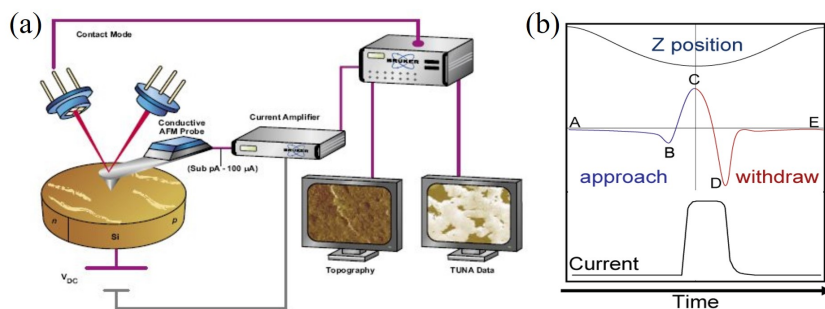 (a)
Contact Mode
BRUKER
Current Amplifier
Conductive
AFM Probe
BRUKER
(Sub pA - 100 µA)
n
Si
p
VDC
Topography
TUNA Data
(b)
Z position
C
A
E
B
D
approach
withdraw
Current
Time